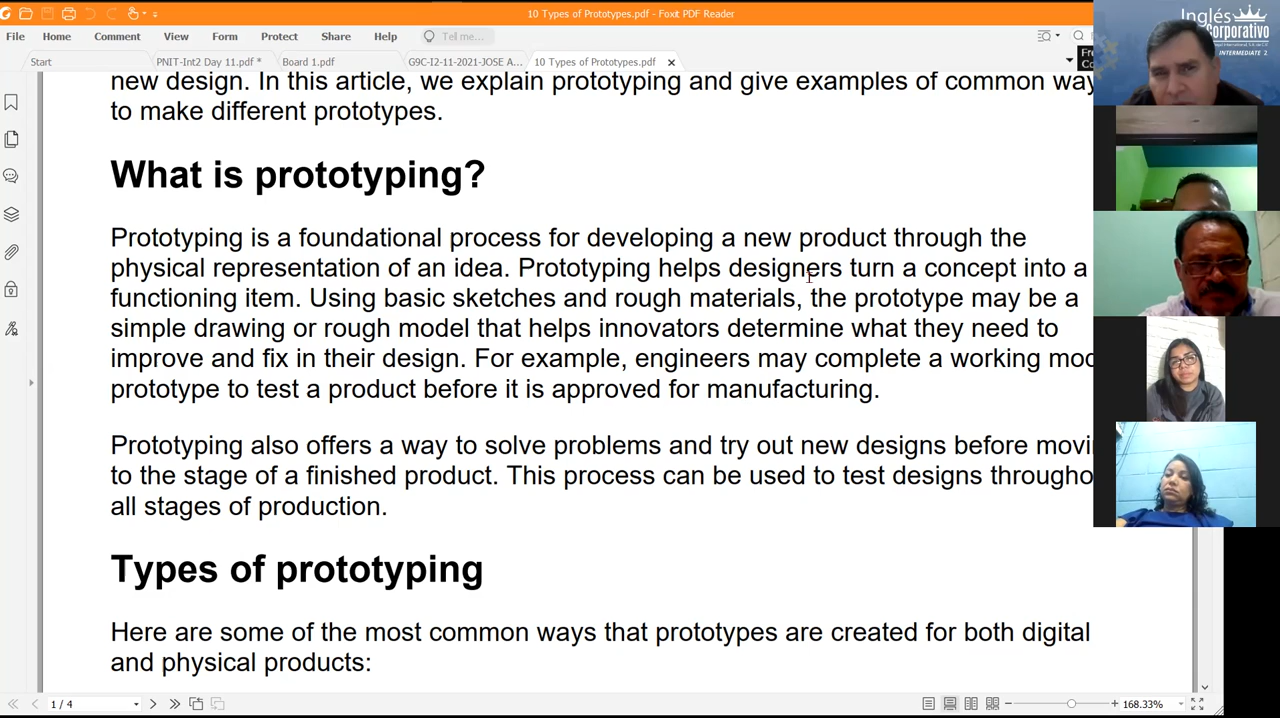 10 Types of Prototypes.pdf - Foxit PDF Reader
File Home Comment View Form Protect Share Help Tell me...
Start PNIT-Int2 Day 11.pdf * Board 1.pdf G9C-I2-11-2021-JOSE A... 10 Types of Prototypes.pdf
Inglés
Corporativo
INTERMEDIATE 2
new design. In this article, we explain prototyping and give examples of common way
to make different prototypes.
What is prototyping?
Prototyping is a foundational process for developing a new product through the
physical representation of an idea. Prototyping helps designers turn a concept into a
functioning item. Using basic sketches and rough materials, the prototype may be a
simple drawing or rough model that helps innovators determine what they need to
improve and fix in their design. For example, engineers may complete a working mod
prototype to test a product before it is approved for manufacturing.
Prototyping also offers a way to solve problems and try out new designs before movi
to the stage of a finished product. This process can be used to test designs througho
all stages of production.
Types of prototyping
Here are some of the most common ways that prototypes are created for both digital
and physical products:
1 / 4 168.33%